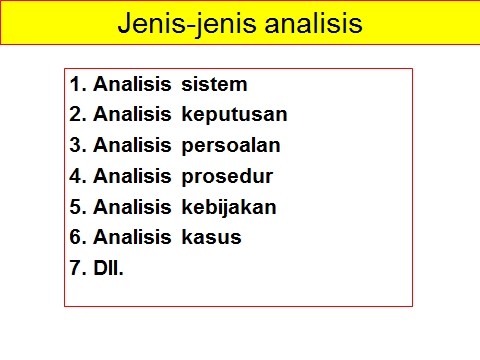 Jenis-jenis analisis
1. Analisis sistem
2. Analisis keputusan
3. Analisis persoalan
4. Analisis prosedur
5. Analisis kebijakan
6. Analisis kasus
7. Dll.